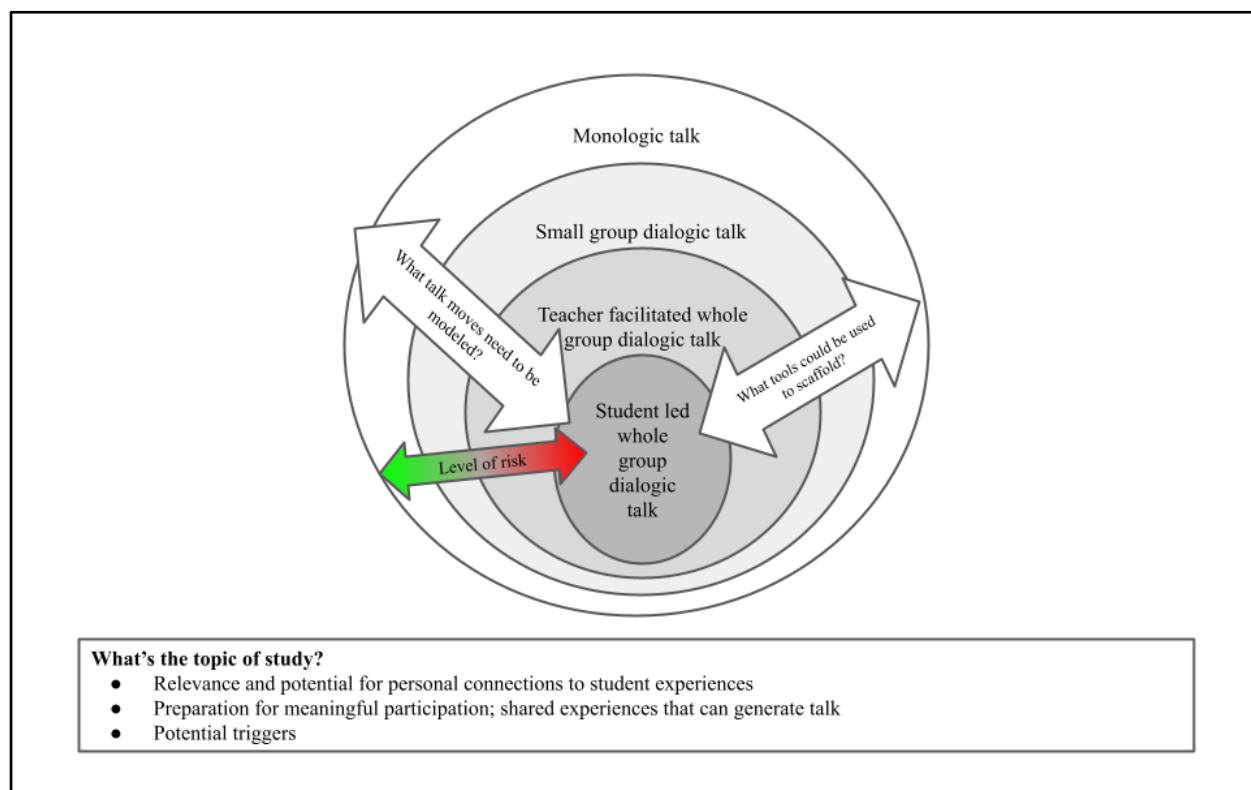 Monologic talk
Small group dialogic talk
Teacher facilitated whole
group dialogic talk
What talk moves need to be
modeled?
What tools could be used
to scaffold?
Student led
whole
group
dialogic
talk
Level of risk
What’s the topic of study?
● Relevance and potential for personal connections to student experiences
● Preparation for meaningful participation; shared experiences that can generate talk
● Potential triggers